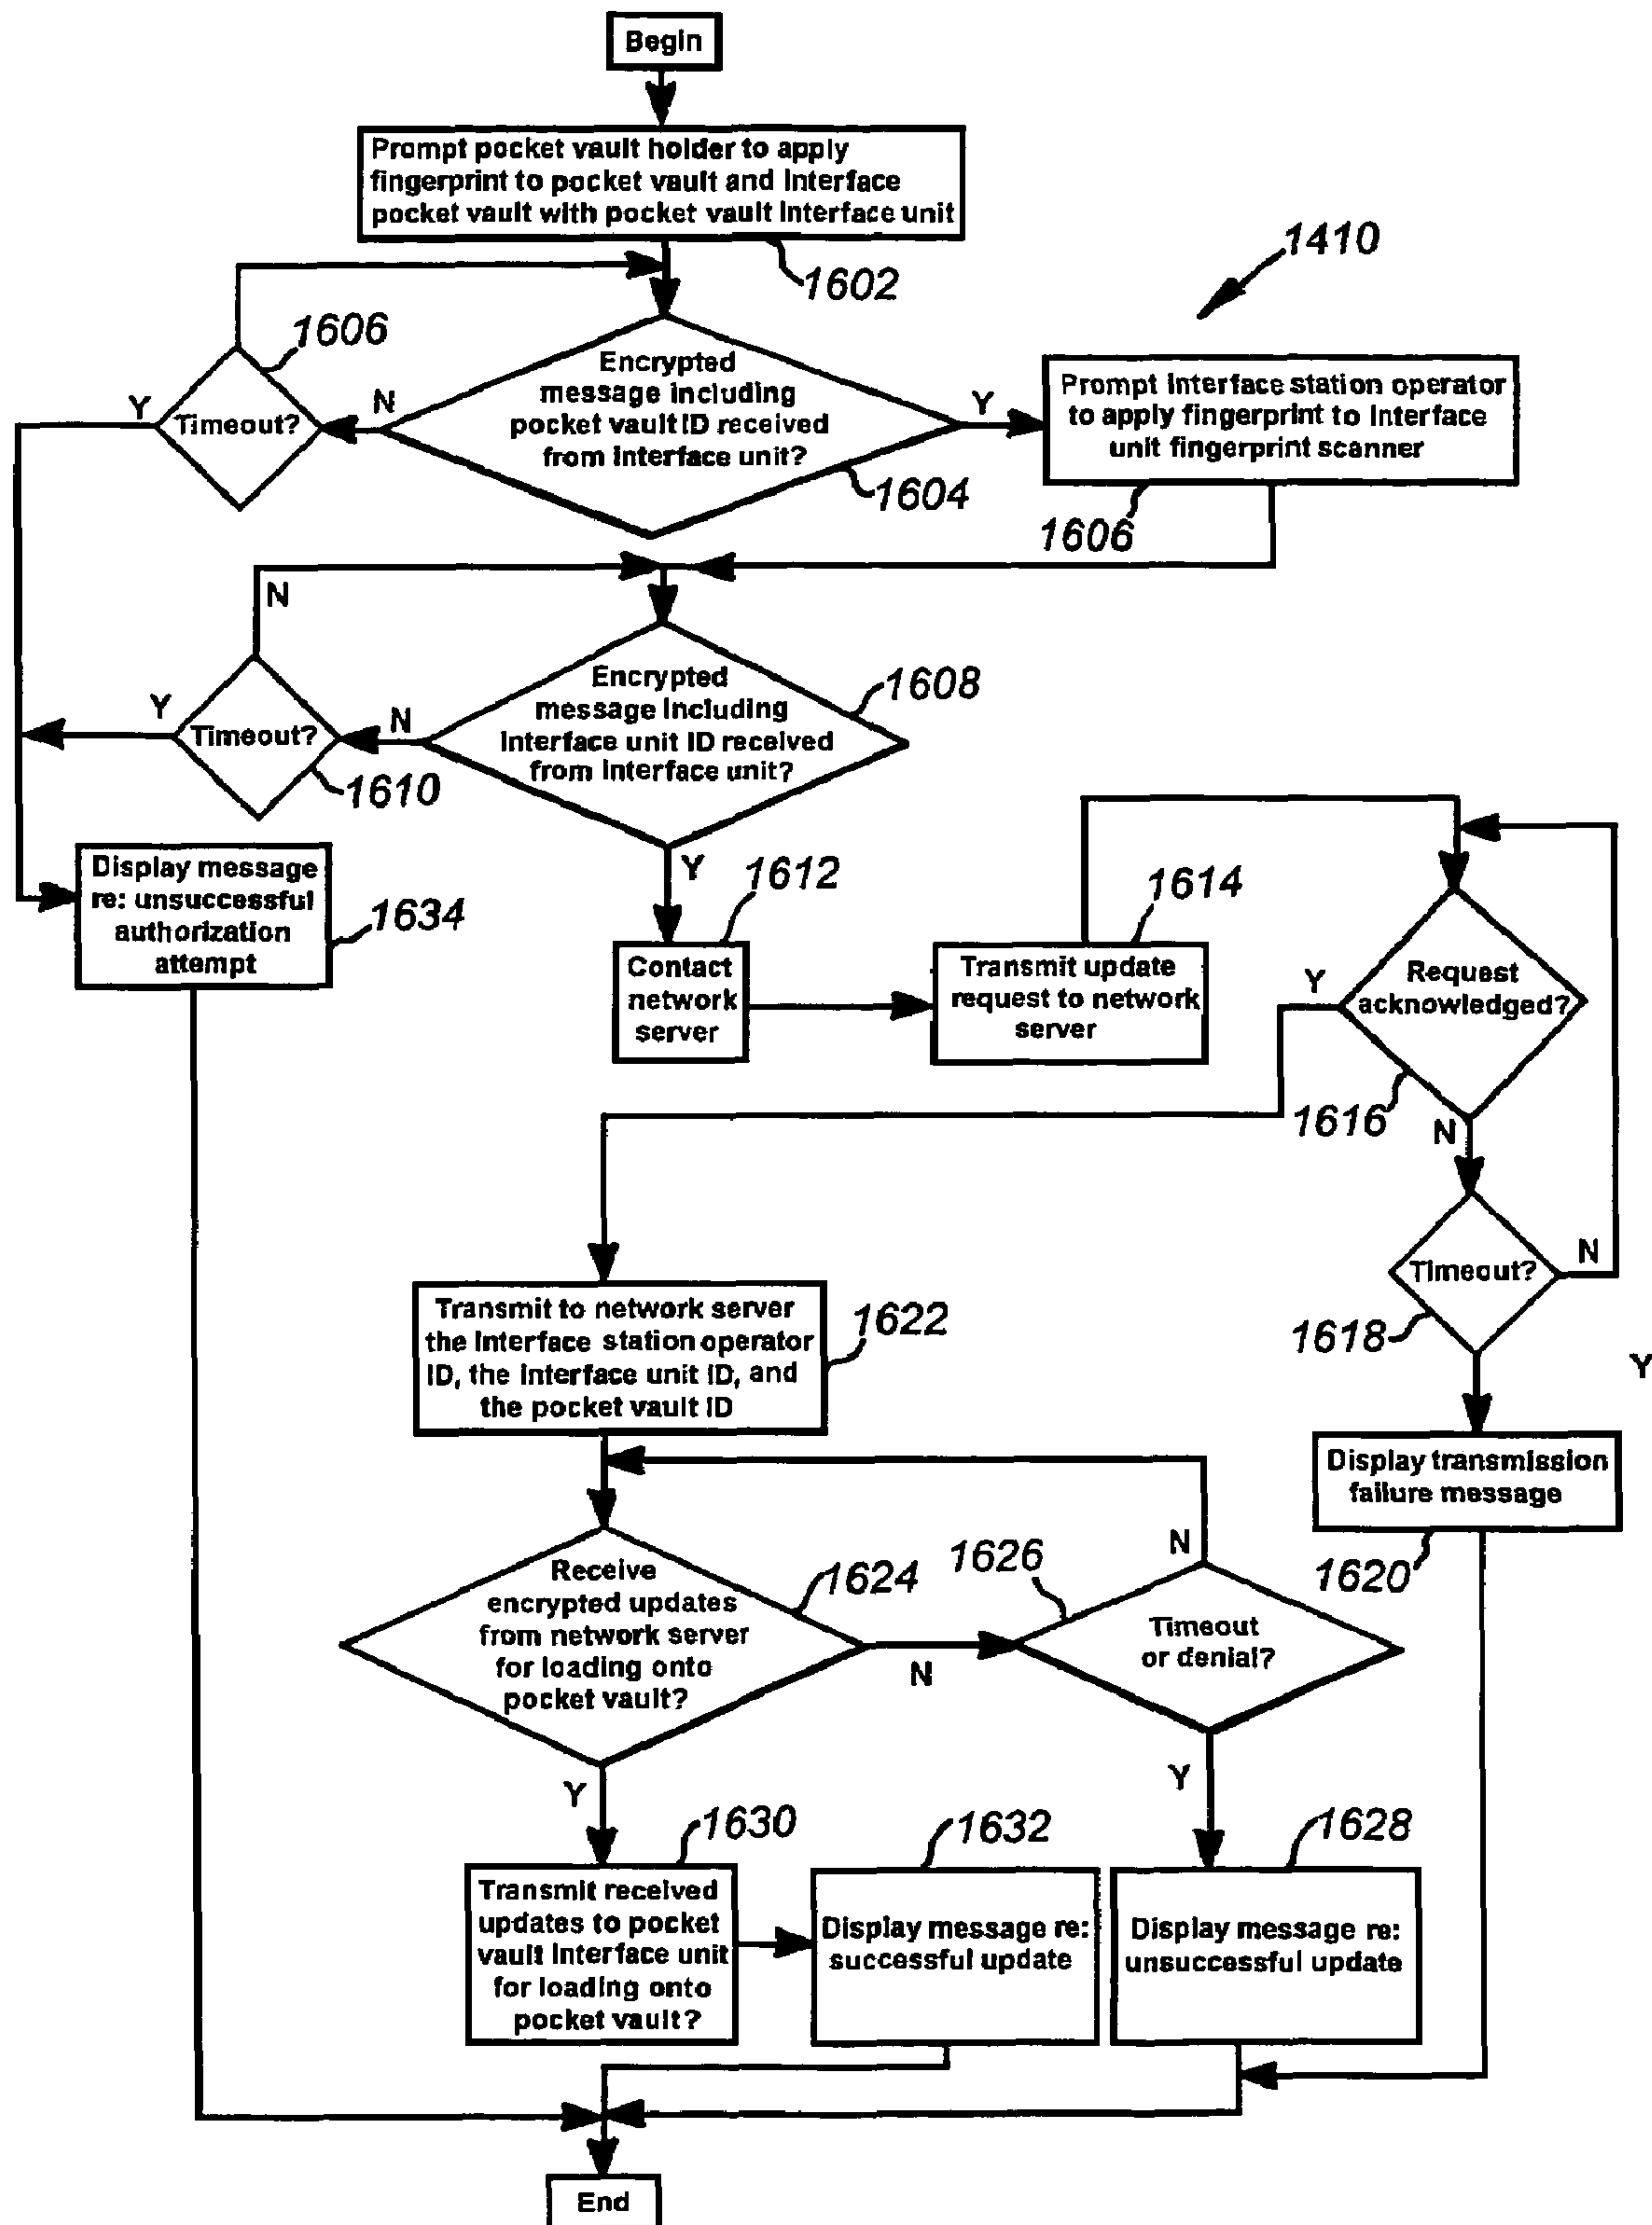 Begin
Prompt pocket vault holder to apply
fingerprint to pocket vault and Interface
pocket vault with pocket vault Interface unit
1602
1410
1606
Timeout?
Y
N
Encrypted
message including
pocket vault ID received
from Interface unit?
1604
Y
Prompt Interface station operator
to apply fingerprint to Interface
unit fingerprint scanner
1606
N
Y
Timeout?
1610
N
Encrypted
message Including
Interface unit ID received
from Interface unit?
1608
Y
Display message
re: unsuccessful
authorization
attempt
1634
Contact
network
server
1612
Transmit update
request to network
server
1614
Y
Request
acknowledged?
1616
N
Timeout?
N
1618
Y
Display transmission
failure message
1620
Transmit to network server
the Interface station operator
ID, the Interface unit ID, and
the pocket vault ID
1622
Receive
encrypted updates
from network server
for loading onto
pocket vault?
1624
N
1626
N
Timeout
or denial?
Y
Y
1630
Transmit received
updates to pocket
vault Interface unit
for loading onto
pocket vault?
1632
Display message re:
successful update
1628
Display message re:
unsuccessful update
End